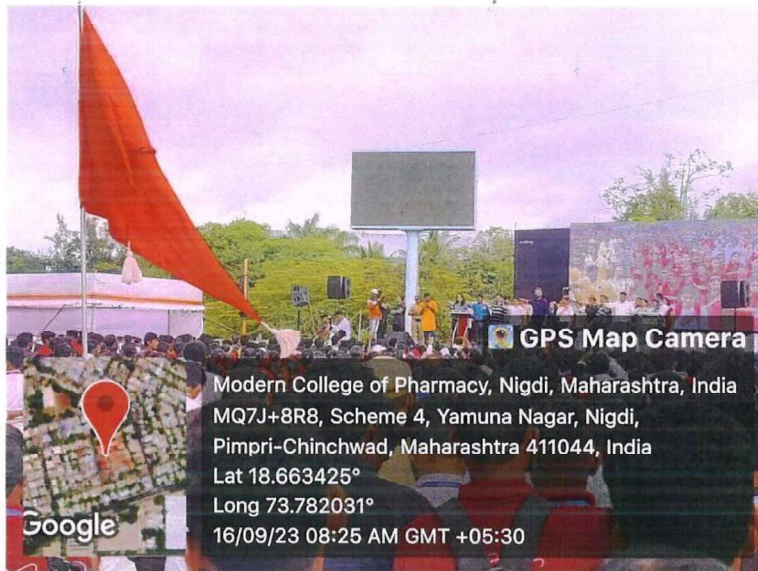 GPS Map Camera
Modern College of Pharmacy, Nigdi, Maharashtra, India
MQ7J+8R8, Scheme 4, Yamuna Nagar, Nigdi,
Pimpri-Chinchwad, Maharashtra 411044, India
Lat 18.663425°
Long 73.782031°
16/09/23 08:25 AM GMT +05:30
Google